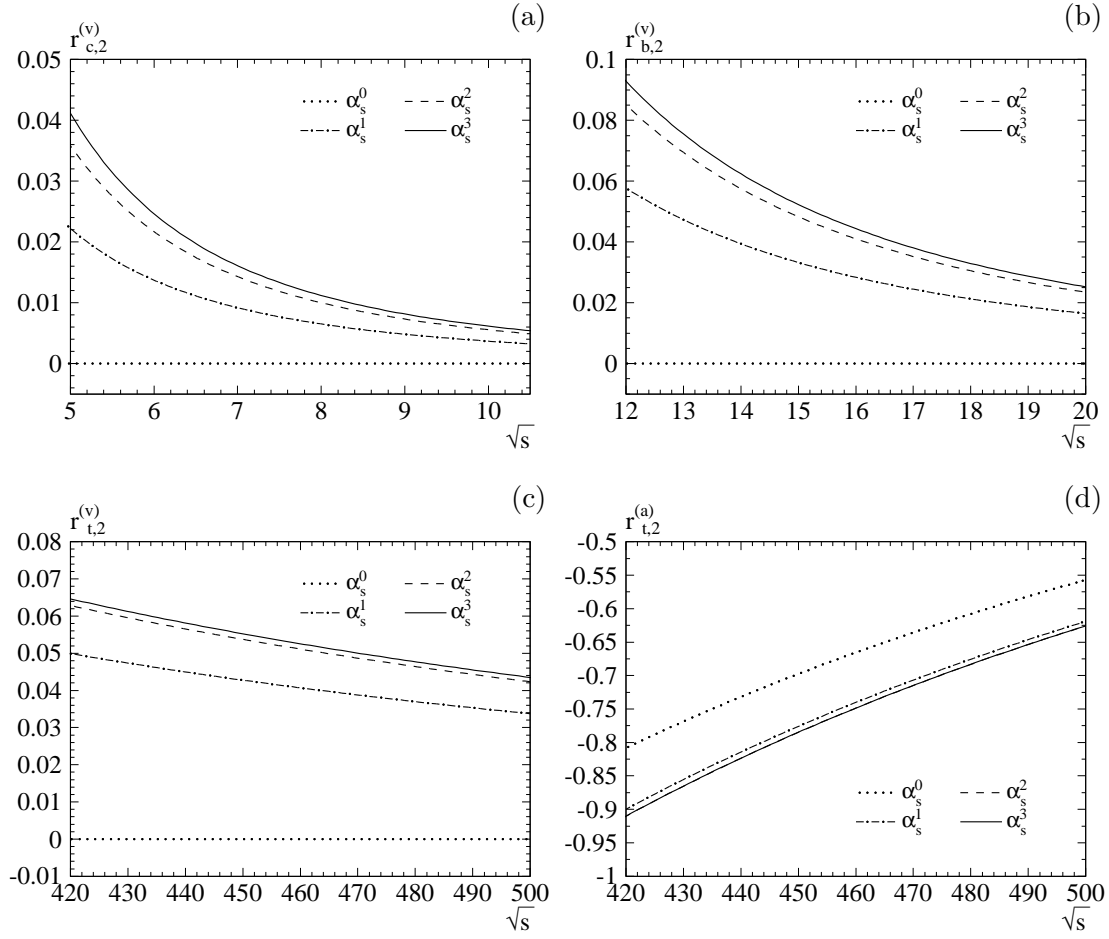 (a)
r_{c,2}^{(v)}
0.05
0.04
0.03
0.02
0.01
0
α_s^0 α_s^2
α_s^1 α_s^3
5 6 7 8 9 10
√s
(b)
r_{b,2}^{(v)}
0.1
0.08
0.06
0.04
0.02
0
α_s^0 α_s^2
α_s^1 α_s^3
12 13 14 15 16 17 18 19 20
√s
(c)
r_{t,2}^{(v)}
0.08
0.07
0.06
0.05
0.04
0.03
0.02
0.01
0
-0.01
α_s^0 α_s^2
α_s^1 α_s^3
420 430 440 450 460 470 480 490 500
√s
(d)
r_{t,2}^{(a)}
-0.5
-0.55
-0.6
-0.65
-0.7
-0.75
-0.8
-0.85
-0.9
-0.95
-1
α_s^0 α_s^2
α_s^1 α_s^3
420 430 440 450 460 470 480 490 500
√s